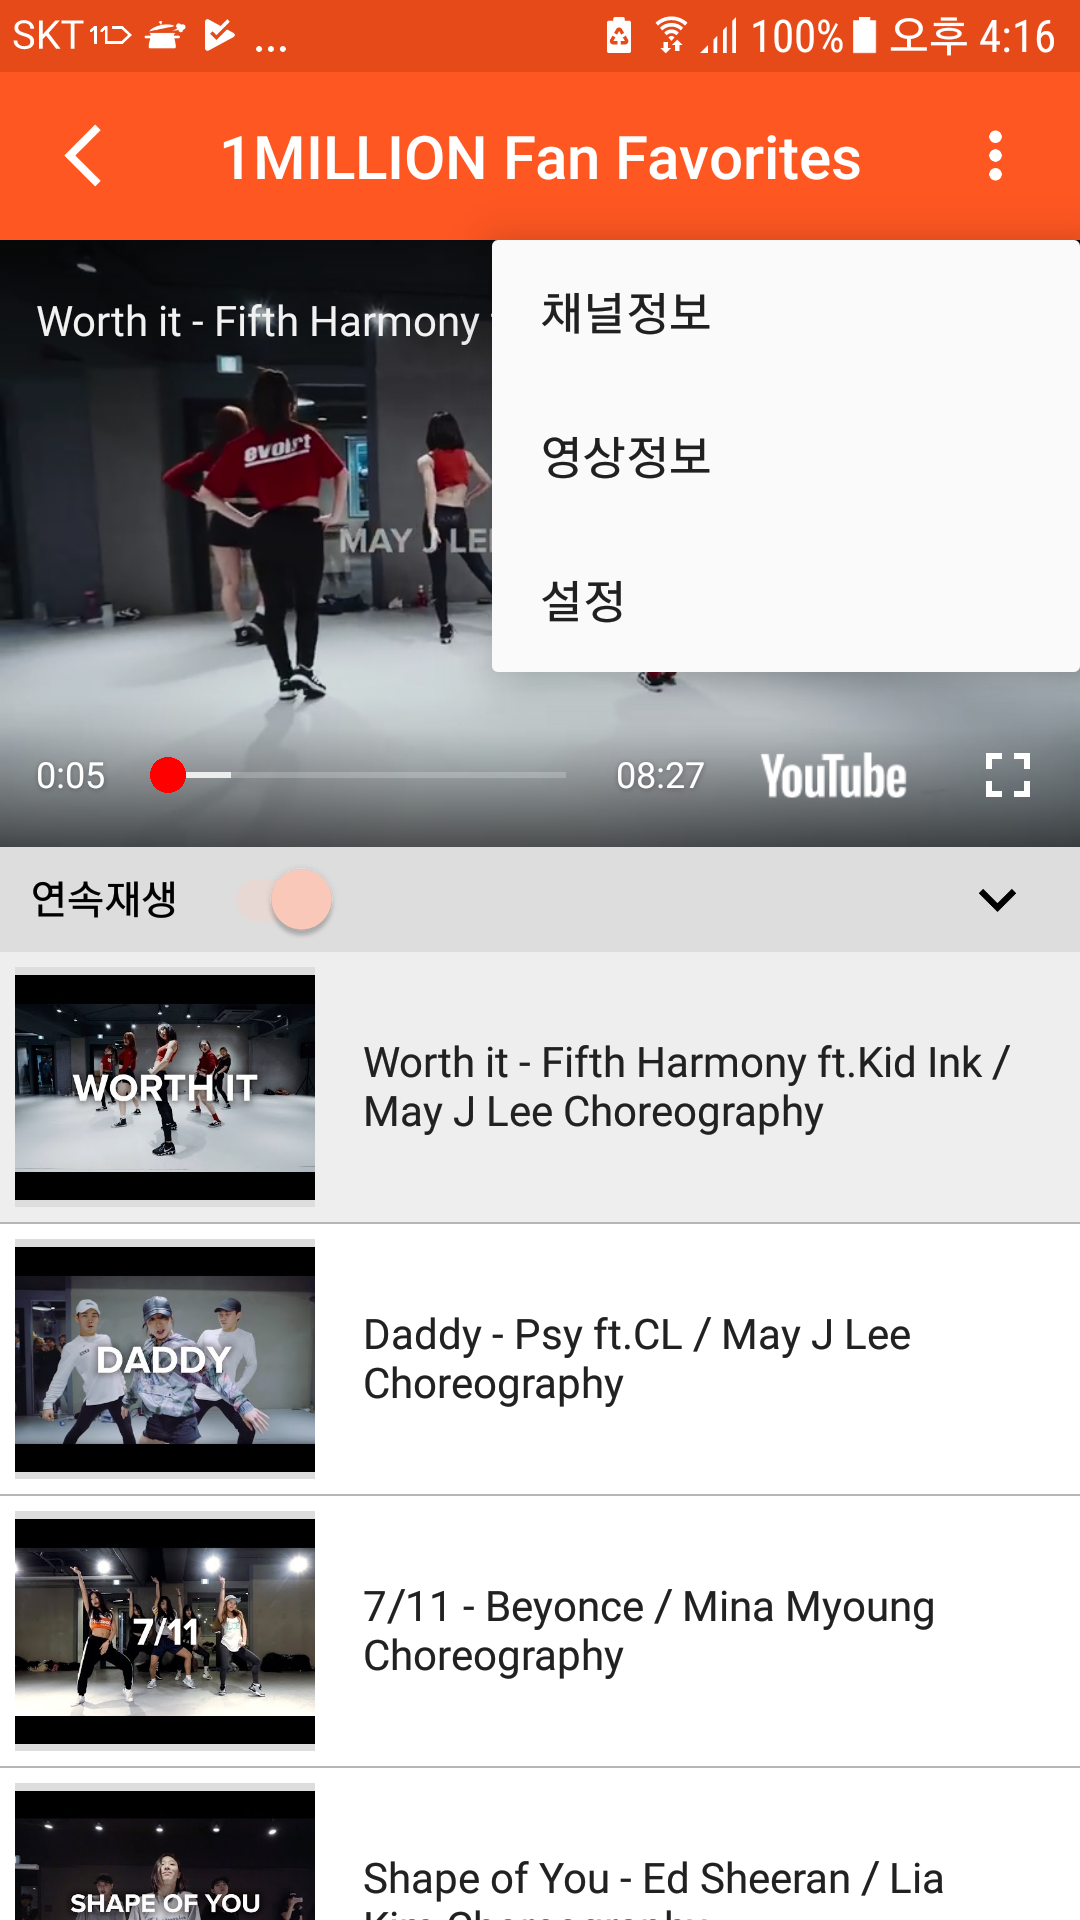 SKT 11 ... 100% 오후 4:16
1MILLION Fan Favorites
Worth it - Fifth Harmony
채널정보
영상정보
설정
evolvt
MAY J LEE
0:05 08:27 YouTube
연속재생
WORTH IT
Worth it - Fifth Harmony ft.Kid Ink /
May J Lee Choreography
DADDY
Daddy - Psy ft.CL / May J Lee
Choreography
7/11
7/11 - Beyonce / Mina Myoung
Choreography
SHAPE OF YOU
Shape of You - Ed Sheeran / Lia
Kim Choreography